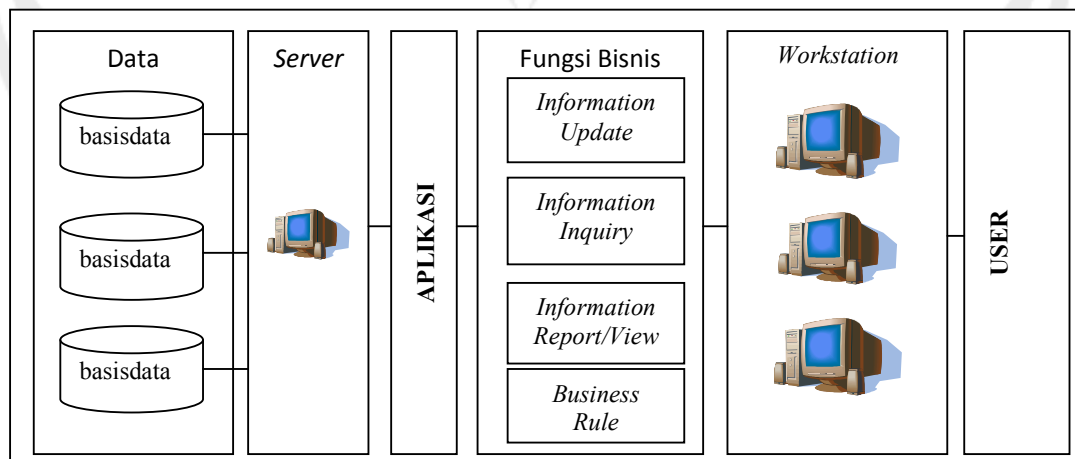 Data
basisdata
basisdata
basisdata
Server
APLIKASI
Fungsi Bisnis
Information
Update
Information
Inquiry
Information
Report/View
Business
Rule
Workstation
USER